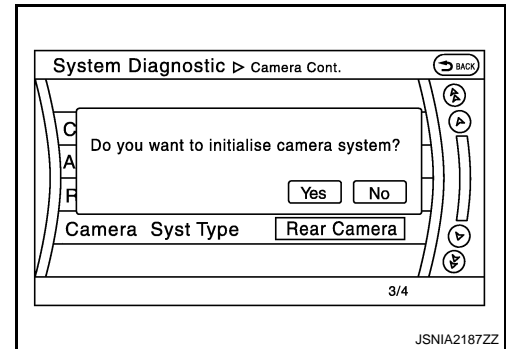 System Diagnostic ▷ Camera Cont.
BACK
C
Do you want to initialise camera system?
A
R
Yes No
Camera Syst Type Rear Camera
3/4
JSNIA2187ZZ